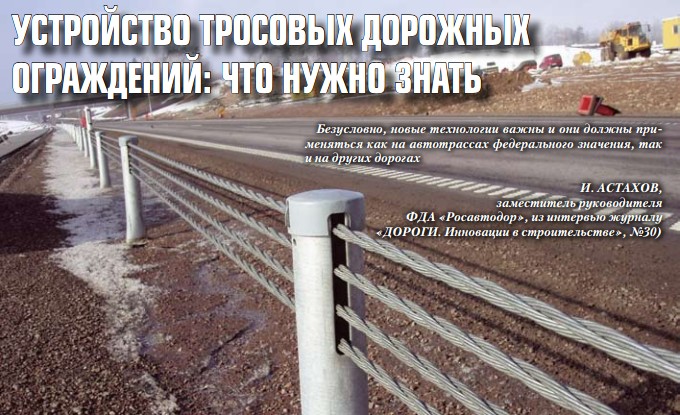 УСТРОЙСТВО ТРОСОВЫХ ДОРОЖНЫХ
ОГРАЖДЕНИЙ: ЧТО НУЖНО ЗНАТЬ
Безусловно, новые технологии важны и они должны при-
меняться как на автотрассах федерального значения, так
и на других дорогах
И. АСТАХОВ,
заместитель руководителя
ФДА «Росавтодор», из интервью журналу
«ДОРОГИ. Инновации в строительстве», №30)